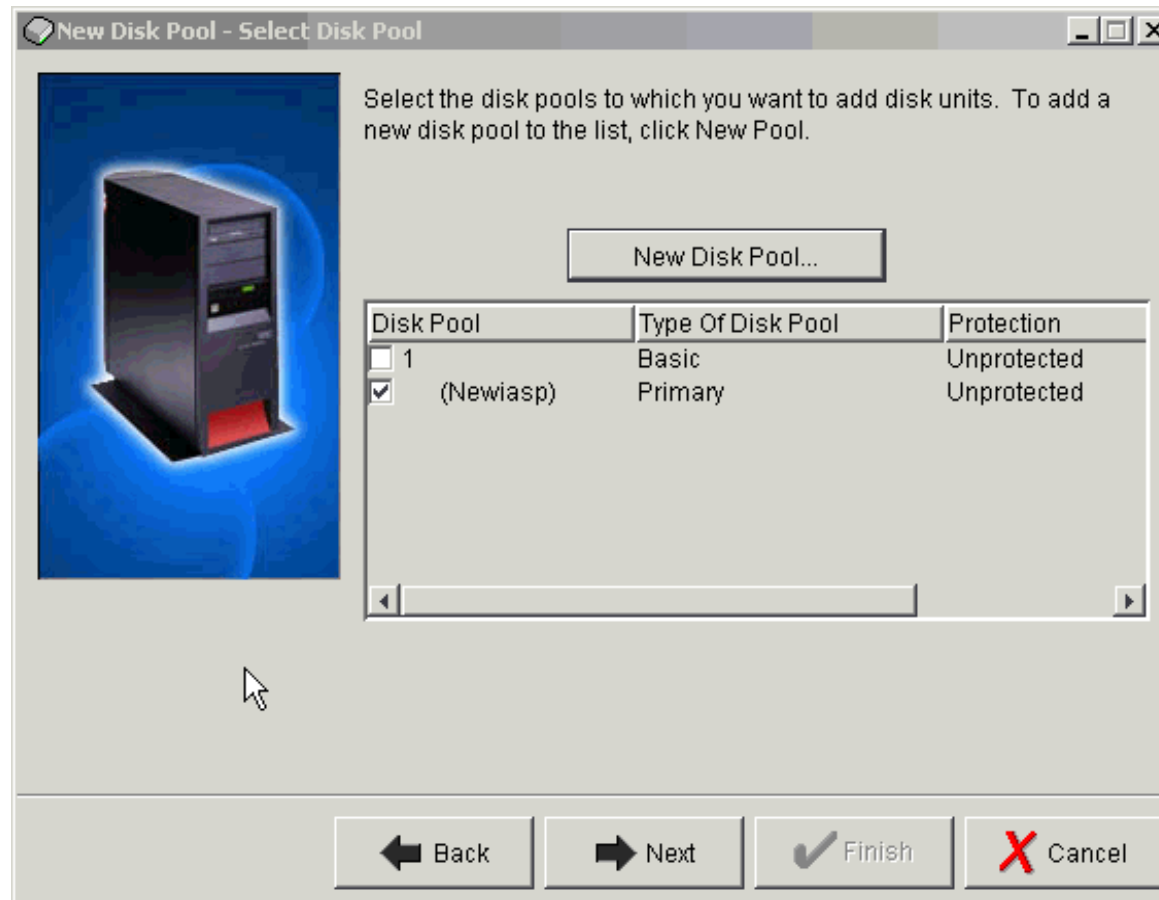 New Disk Pool - Select Disk Pool
Select the disk pools to which you want to add disk units. To add a
new disk pool to the list, click New Pool.
New Disk Pool...
Disk Pool Type Of Disk Pool Protection
1 Basic Unprotected
(Newiasp) Primary Unprotected
Back Next Finish Cancel